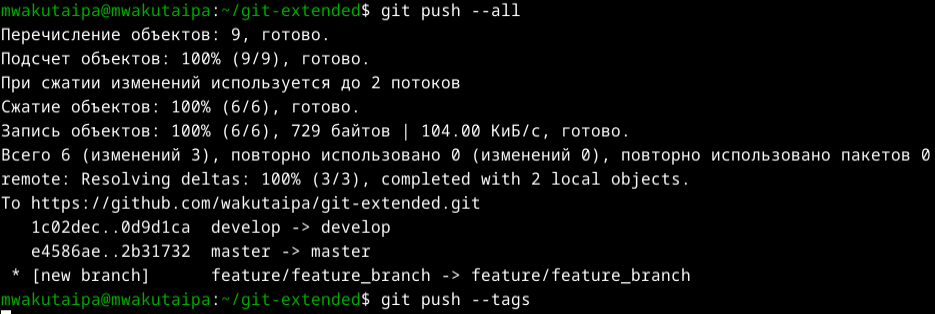 mwakutaipa@mwakutaipa:~/git-extended$ git push --all
Перечисление объектов: 9, готово.
Подсчет объектов: 100% (9/9), готово.
При сжатии изменений используется до 2 потоков
Сжатие объектов: 100% (6/6), готово.
Запись объектов: 100% (6/6), 729 байтов | 104.00 КиБ/с, готово.
Всего 6 (изменений 3), повторно использовано 0 (изменений 0), повторно использовано пакетов 0
remote: Resolving deltas: 100% (3/3), completed with 2 local objects.
To https://github.com/wakutaipa/git-extended.git
   1c02dec..0d9d1ca  develop -> develop
   e4586ae..2b31732  master -> master
 * [new branch]      feature/feature_branch -> feature/feature_branch
mwakutaipa@mwakutaipa:~/git-extended$ git push --tags